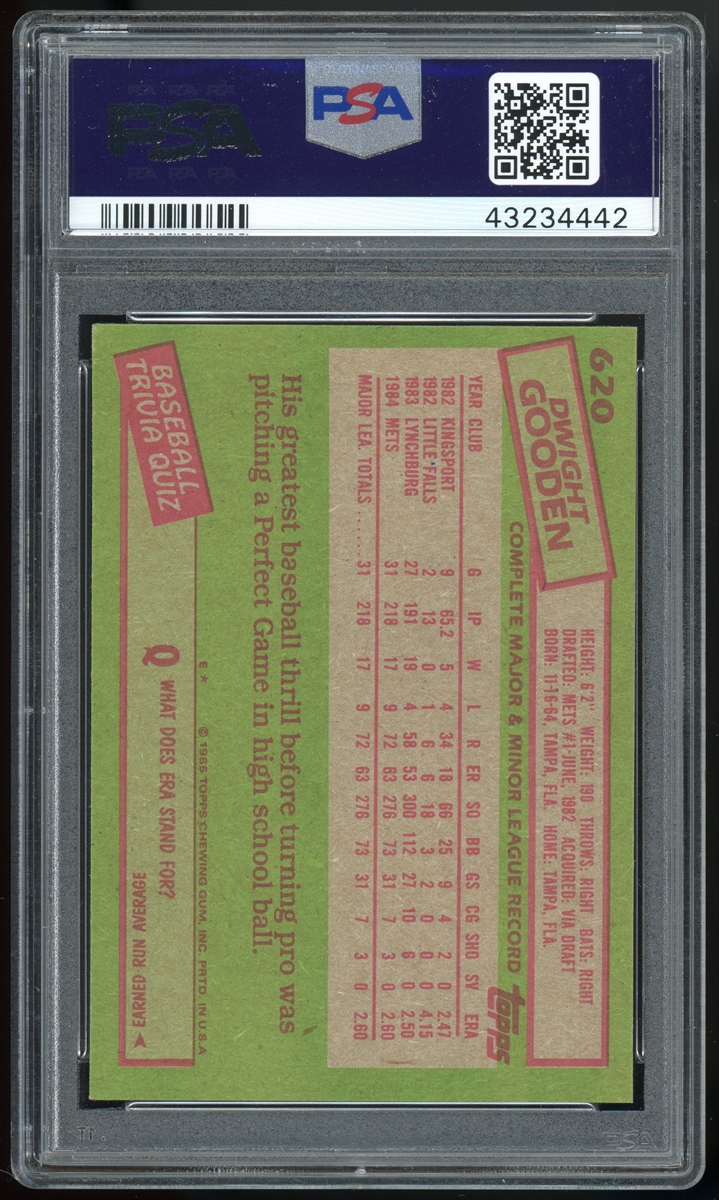 PSA PSA PSA
PSA
PSA PSA PSA
PSA
43234442
620
DWIGHT
GOODEN
HEIGHT: 6'2" WEIGHT: 190 THROWS: RIGHT BATS: RIGHT
DRAFTED: METS #1-JUNE, 1982 ACQUIRED: VIA DRAFT
BORN: 11-16-64, TAMPA, FLA. HOME: TAMPA, FLA.
COMPLETE MAJOR & MINOR LEAGUE RECORD topps
YEAR CLUB G IP W L R ER SO BB GS CG SHO SV ERA
1982 KINGSPORT 9 65.2 5 4 34 18 66 25 9 4 2 0 2.47
1982 LITTLE FALLS 2 13 0 1 6 6 18 3 2 0 0 0 4.15
1983 LYNCHBURG 27 191 19 4 58 53 300 112 27 10 6 0 2.50
1984 METS 31 218 17 9 72 63 276 73 31 7 3 0 2.60
MAJOR LEA. TOTALS ..... 31 218 17 9 72 63 276 73 31 7 3 0 2.60
His greatest baseball thrill before turning pro was
pitching a Perfect Game in high school ball.
E* © 1985 TOPPS CHEWING GUM, INC. PRTD. IN U.S.A
BASEBALL
TRIVIA QUIZ
Q WHAT DOES ERA STAND FOR?
◄ EARNED RUN AVERAGE
PSA